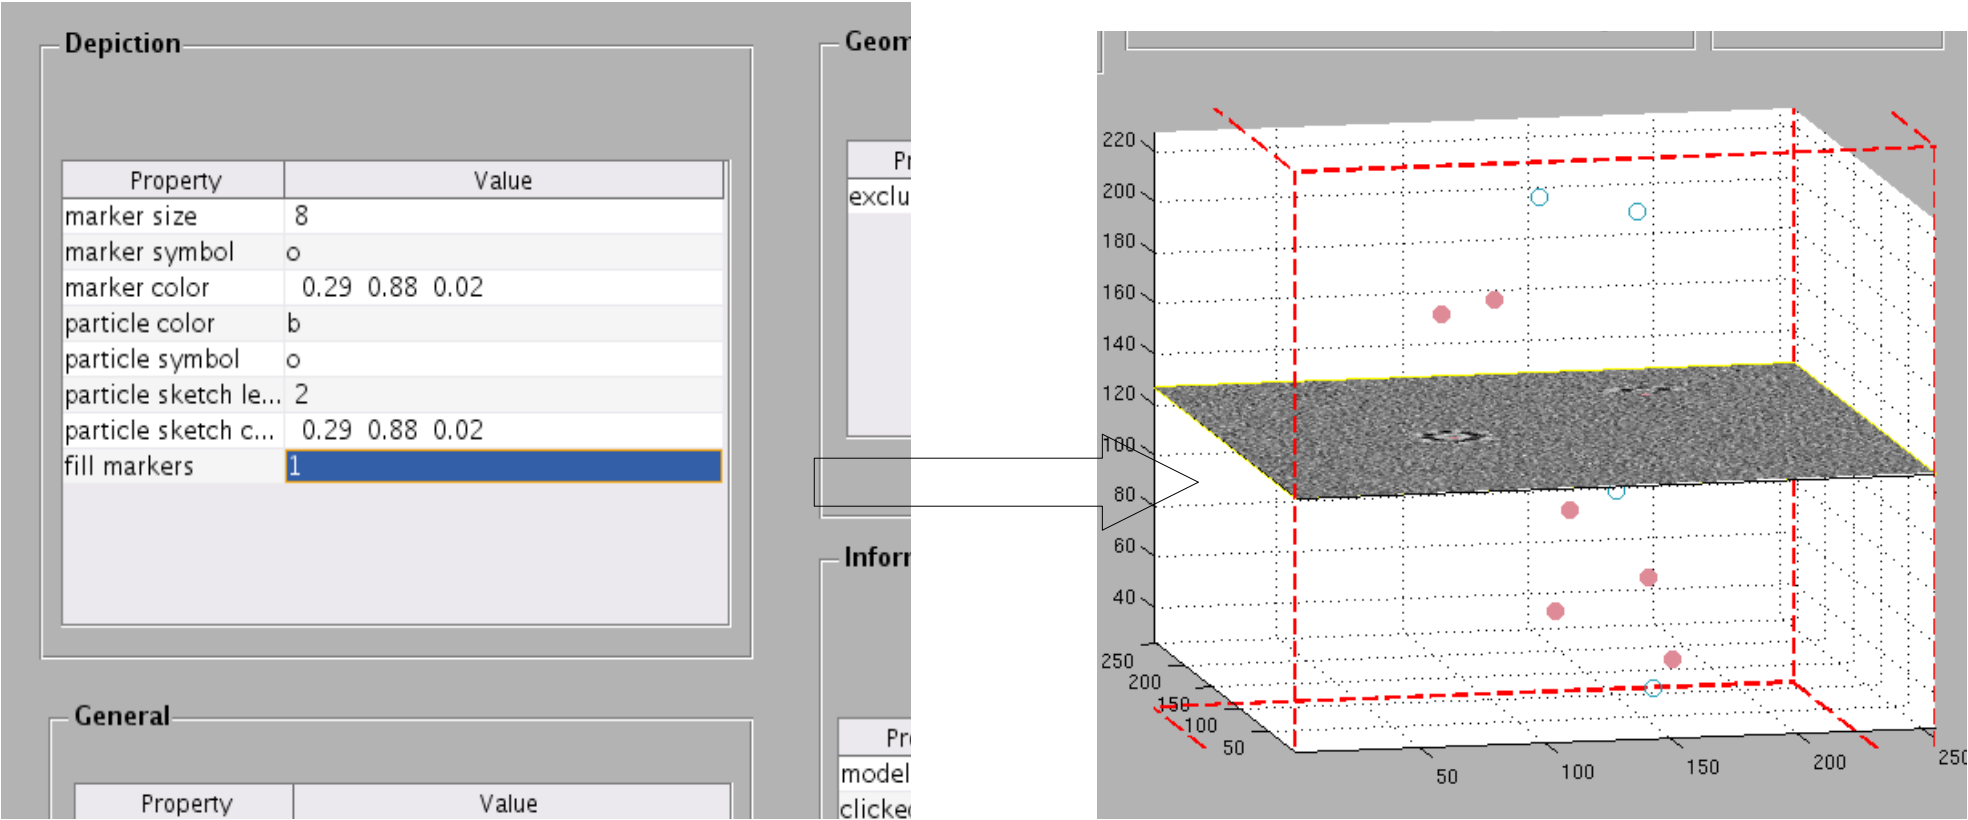 Depiction
Property Value
marker size 8
marker symbol o
marker color 0.29 0.88 0.02
particle color b
particle symbol o
particle sketch le... 2
particle sketch c... 0.29 0.88 0.02
fill markers 1
General
Property Value
Geom
Pr
exclu
Infor
Pr
model
clicke
220
200
180
160
140
120
100
80
60
40
250
200
150
100
50
50
100
150
200
250